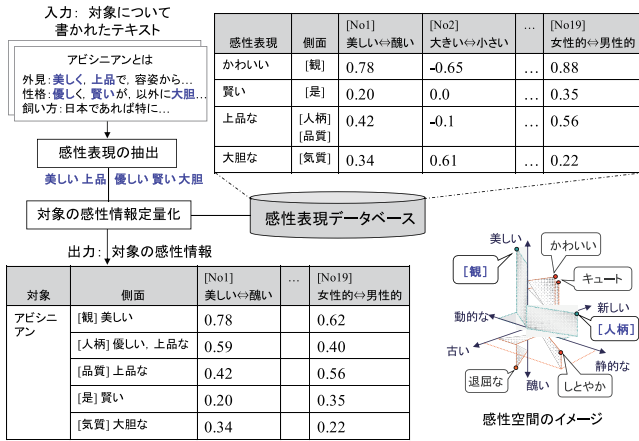 入力: 対象について
書かれたテキスト
アビシニアンとは
外見:美しく, 上品で, 容姿から…
性格:優しく, 賢いが, 以外に大胆…
飼い方:日本であれば特に…
感性表現の抽出
美しい 上品 優しい 賢い 大胆
対象の感性情報定量化
感性表現データベース
感性表現 側面 [No1] 美しい⇔醜い [No2] 大きい⇔小さい … [No19] 女性的⇔男性的
かわいい [観] 0.78 -0.65 … 0.88
賢い [是] 0.20 0.0 … 0.35
上品な [人柄] [品質] 0.42 -0.1 … 0.56
大胆な [気質] 0.34 0.61 … 0.22
出力: 対象の感性情報
対象 側面 [No1] 美しい⇔醜い … [No19] 女性的⇔男性的
アビシニアン [観] 美しい 0.78 0.62
[人柄] 優しい, 上品な 0.59 0.40
[品質] 上品な 0.42 0.56
[是] 賢い 0.20 0.35
[気質] 大胆な 0.34 0.22
美しい
かわいい
[観]
キュート
新しい
動的な
[人柄]
古い
静的な
退屈な
醜い
しとやか
感性空間のイメージ